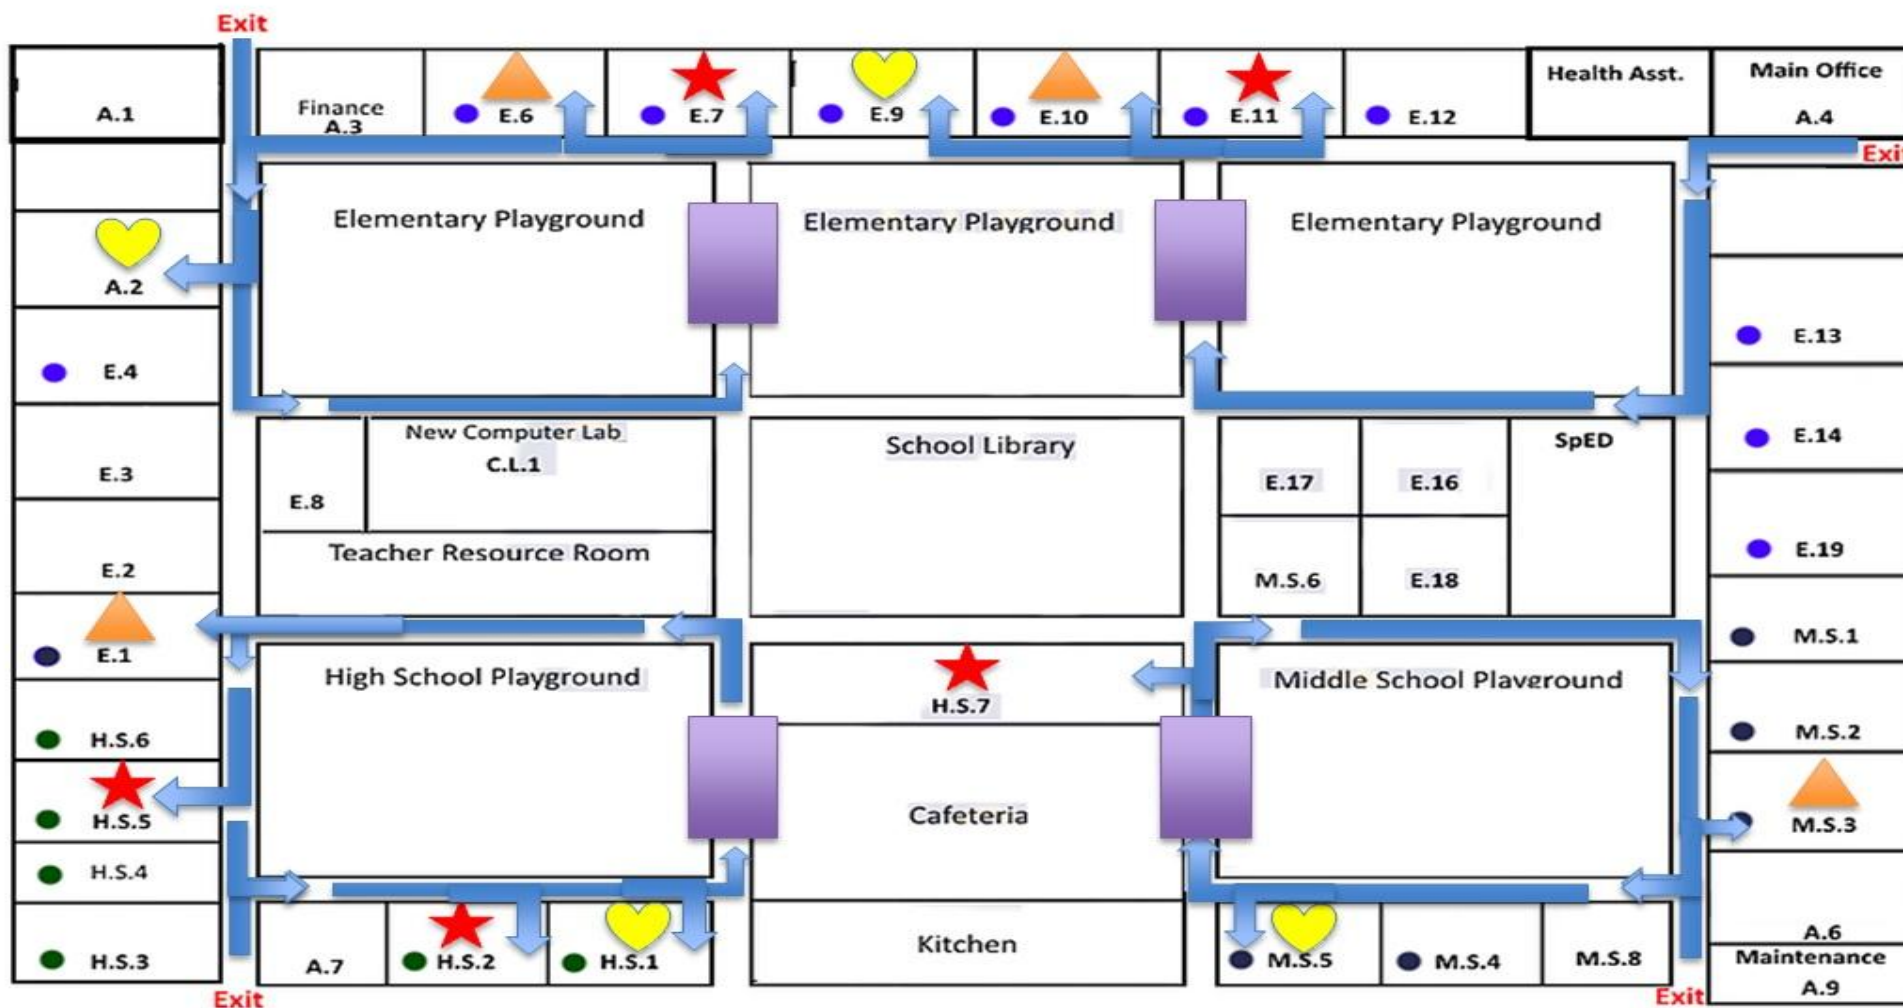 Exit
A.1
Finance
A.3
E.6
E.7
E.9
E.10
E.11
E.12
Health Asst.
Main Office
A.4
Exit
Elementary Playground
Elementary Playground
Elementary Playground
A.2
E.4
E.13
E.3
New Computer Lab
C.L.1
School Library
SpED
E.14
E.8
E.17
E.16
Teacher Resource Room
E.19
E.2
M.S.6
E.18
E.1
High School Playground
H.S.7
Middle School Playground
M.S.1
H.S.6
M.S.2
H.S.5
Cafeteria
M.S.3
H.S.4
H.S.3
A.7
H.S.2
H.S.1
Kitchen
M.S.5
M.S.4
M.S.8
A.6
Maintenance
A.9
Exit
Exit